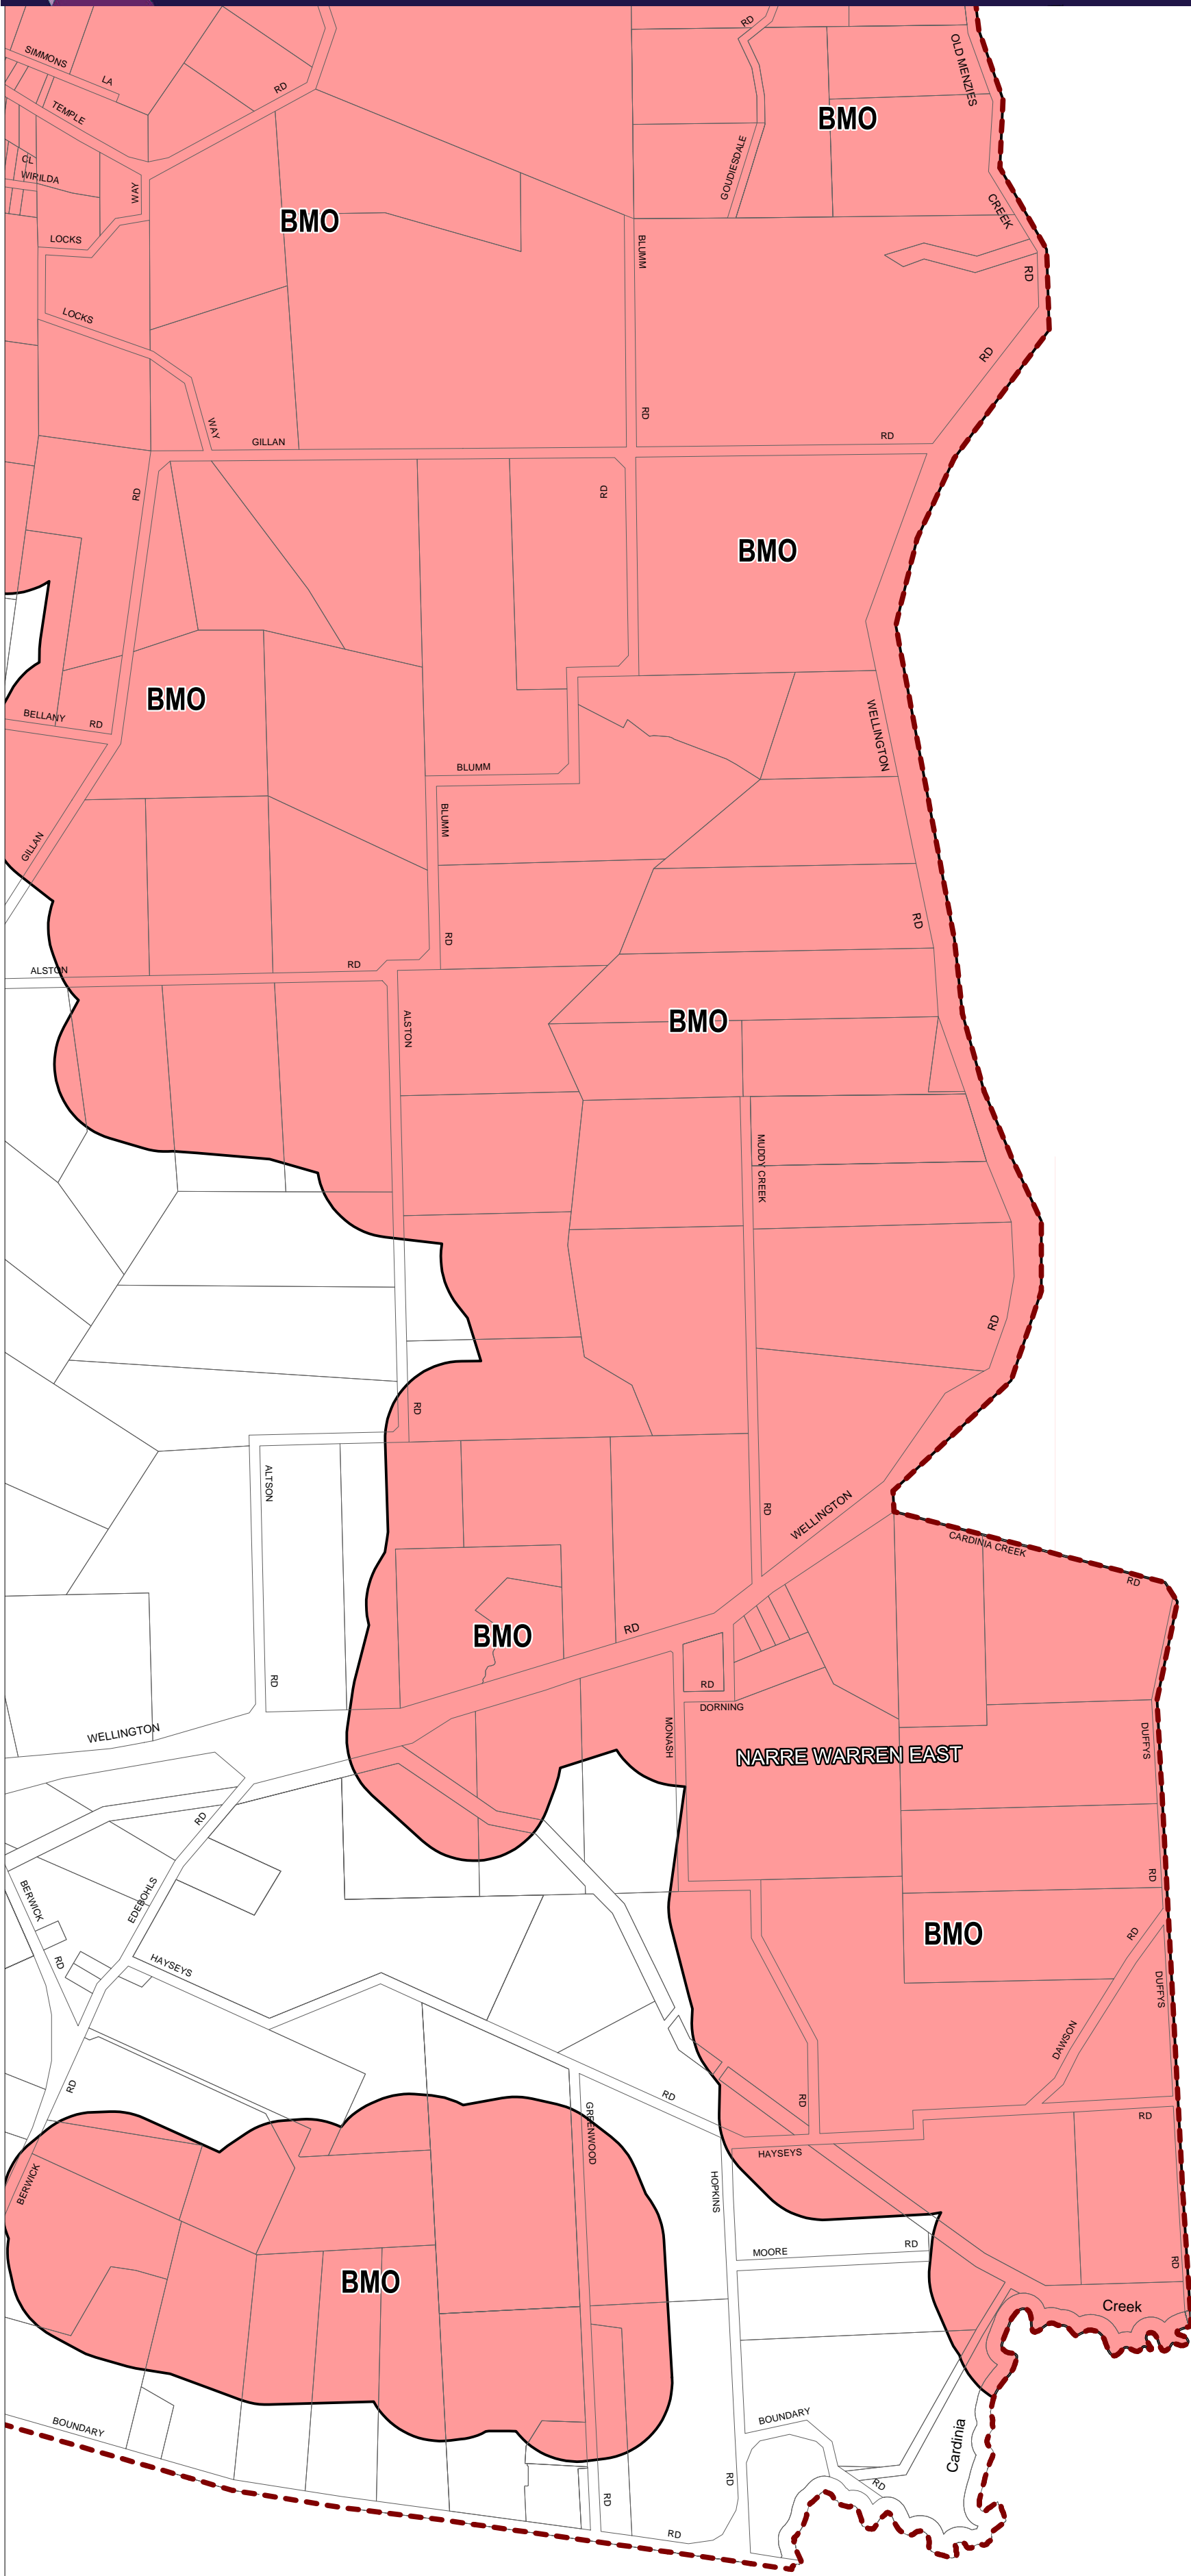 SIMMONS
LA
RD
RD
OLD MENZIES
TEMPLE
BMO
CL
WIRILDA
WAY
GOUDIESDALE
CREEK
BMO
LOCKS
BLUMM
RD
LOCKS
RD
WAY
GILLAN
RD
RD
RD
RD
BMO
BMO
BELLANY
RD
WELLINGTON
BLUMM
BLUMM
GILLAN
RD
RD
ALSTON
RD
ALSTON
BMO
MUDDY CREEK
RD
RD
ALTSON
RD
WELLINGTON
CARDINIA CREEK
RD
BMO
RD
RD
RD
DORNING
WELLINGTON
MONASH
NARRE WARREN EAST
DUFFYS
RD
RD
BERWICK
EDEBOHLS
BMO
RD
RD
HAYSEYS
DUFFYS
DAWSON
RD
RD
RD
GREENWOOD
RD
HAYSEYS
BERWICK
HOPKINS
MOORE
RD
RD
BMO
Creek
BOUNDARY
BOUNDARY
Cardinia
RD
RD
RD
RD